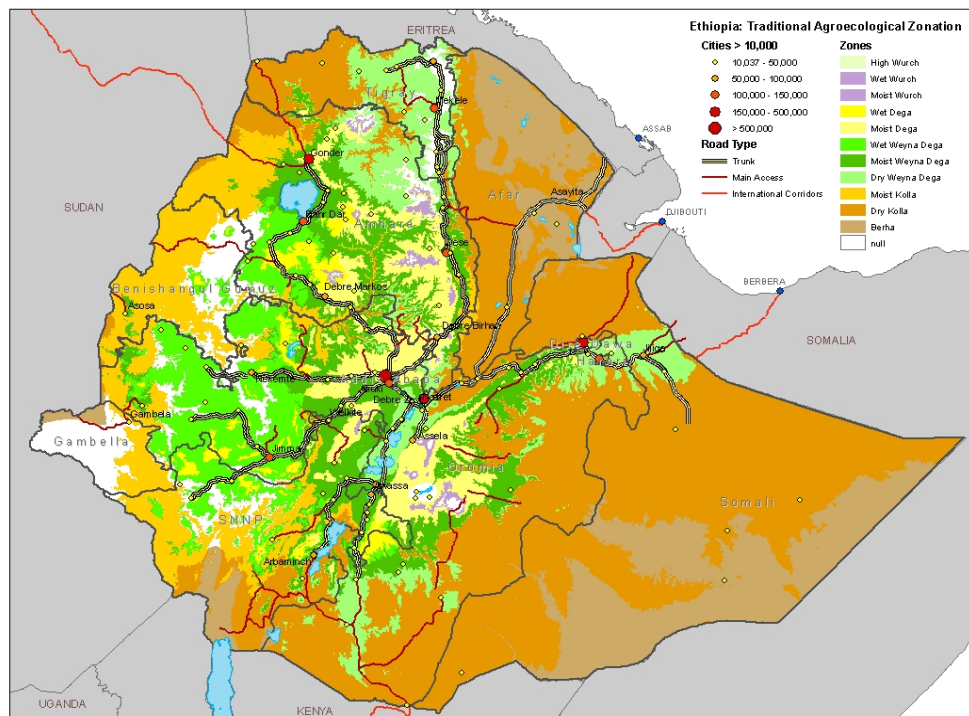 Ethiopia: Traditional Agroecological Zonation
Cities > 10,000
10,037 - 50,000
50,000 - 100,000
100,000 - 150,000
150,000 - 500,000
> 500,000
Road Type
Trunk
Main Access
International Corridors
Zones
High Wurch
Wet Wurch
Moist Wurch
Wet Dega
Moist Dega
Wet Weyna Dega
Moist Weyna Dega
Dry Weyna Dega
Moist Kolla
Dry Kolla
Berha
null
ERITREA
Tigray
Mekele
ASSAB
Gonder
Afar
Asayita
SUDAN
Bahr Dar
Amhara
DJIBOUTI
Dese
Benishangul Gumuz
Debre Markos
BERBERA
Asosa
Debre Birhan
Dire Dawa
Jijiga
SOMALIA
Nekemte
Addis Ababa
Debre
Welkite
Gambela
Assela
Gambella
Jimma
Oromia
Awassa
Somali
SNNP
Arbaminch
UGANDA
KENYA